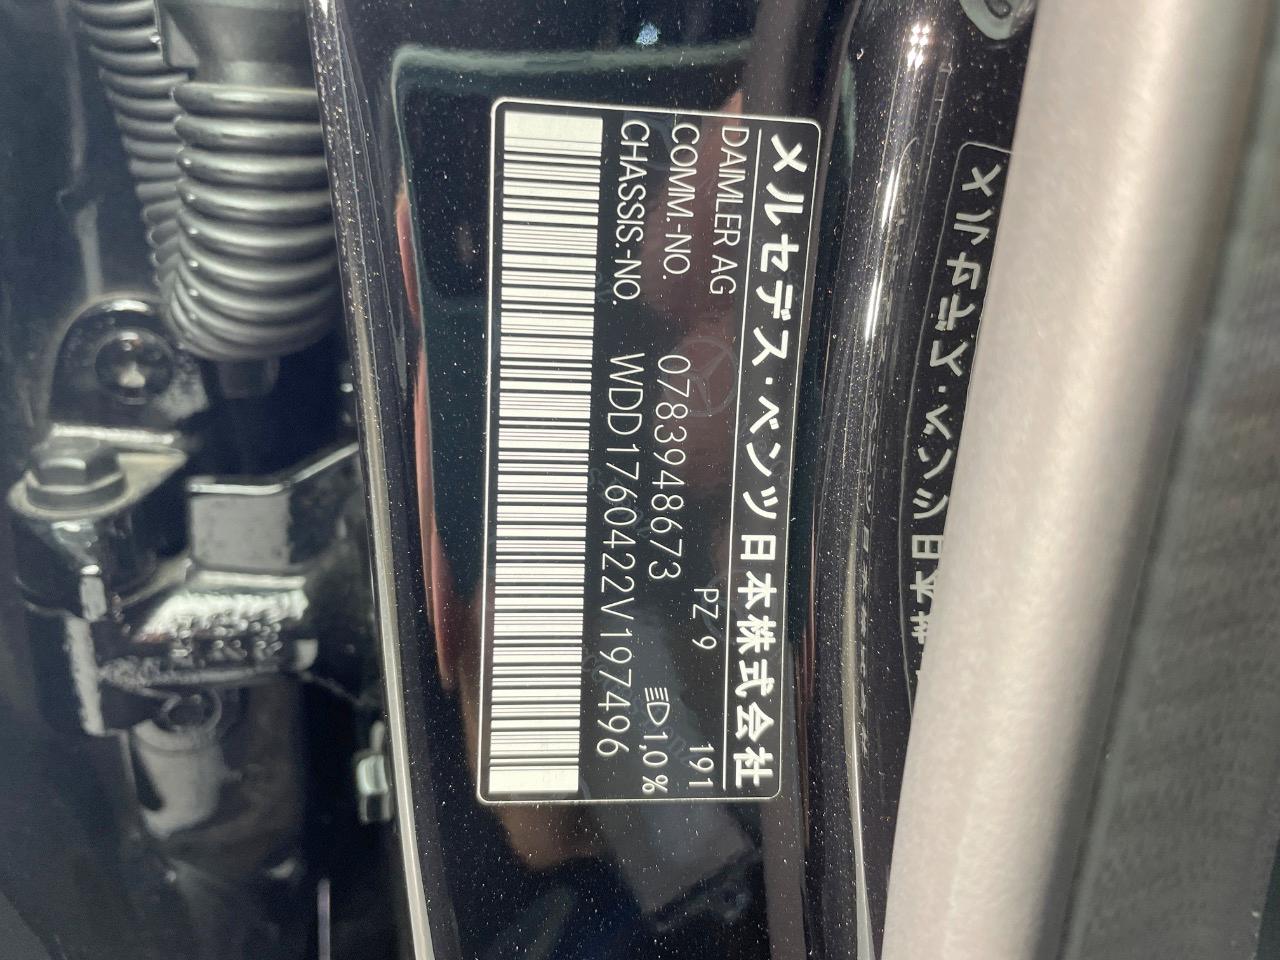 メルセデス・ベンツ日本株式会社
DAIMLER AG PZ 9 191
COMM.-NO. 0783948673 1,0%
CHASSIS.-NO. WDD1760422V197496